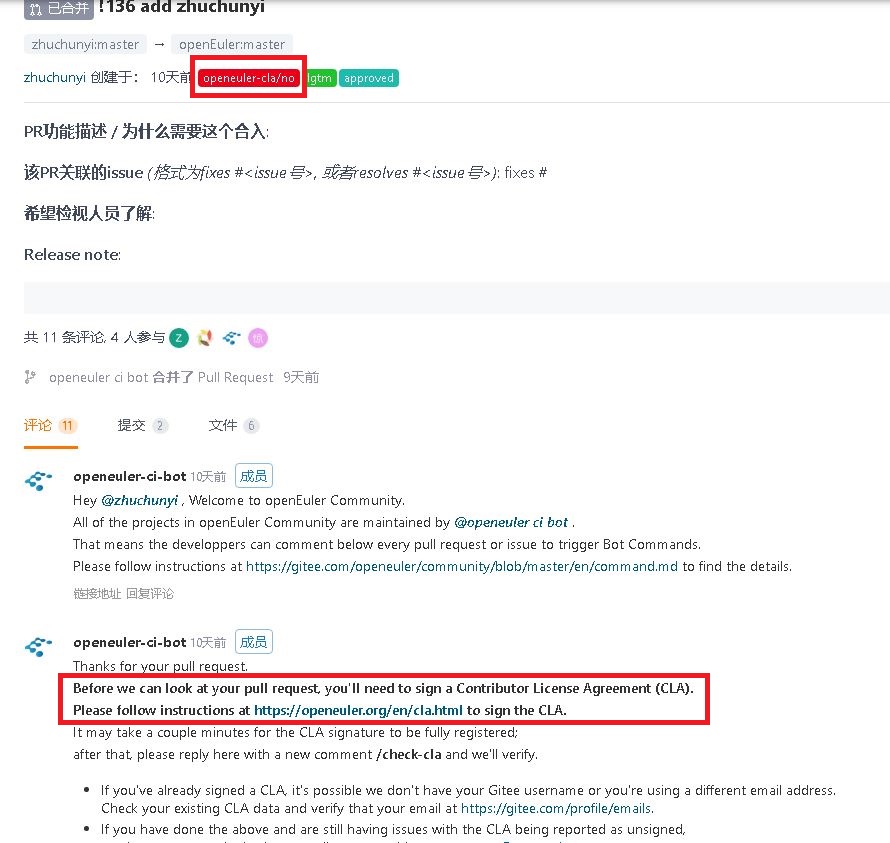 已合并 !136 add zhuchunyi
zhuchunyi:master → openEuler:master
zhuchunyi 创建于： 10天前 openeuler-cla/no lgtm approved
PR功能描述 / 为什么需要这个合入:
该PR关联的issue (格式为fixes #<issue号>, 或者resolves #<issue号>): fixes #
希望检视人员了解:
Release note:
共 11 条评论, 4 人参与 Z 惊
openeuler ci bot 合并了 Pull Request 9天前
评论 11 提交 2 文件 6
openeuler-ci-bot 10天前 成员
Hey @zhuchunyi , Welcome to openEuler Community.
All of the projects in openEuler Community are maintained by @openeuler ci bot .
That means the developpers can comment below every pull request or issue to trigger Bot Commands.
Please follow instructions at https://gitee.com/openeuler/community/blob/master/en/command.md to find the details.
链接地址 回复评论
openeuler-ci-bot 10天前 成员
Thanks for your pull request.
Before we can look at your pull request, you'll need to sign a Contributor License Agreement (CLA).
Please follow instructions at https://openeuler.org/en/cla.html to sign the CLA.
It may take a couple minutes for the CLA signature to be fully registered;
after that, please reply here with a new comment /check-cla and we'll verify.
• If you've already signed a CLA, it's possible we don't have your Gitee username or you're using a different email address.
Check your existing CLA data and verify that your email at https://gitee.com/profile/emails.
• If you have done the above and are still having issues with the CLA being reported as unsigned,